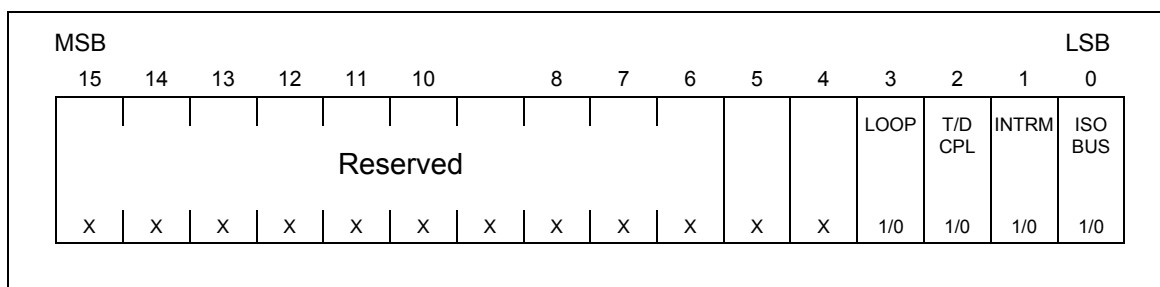 MSB LSB
15 14 13 12 11 10 8 7 6 5 4 3 2 1 0
LOOP T/D INTRM ISO
CPL BUS
Reserved
X X X X X X X X X X X X 1/0 1/0 1/0 1/0